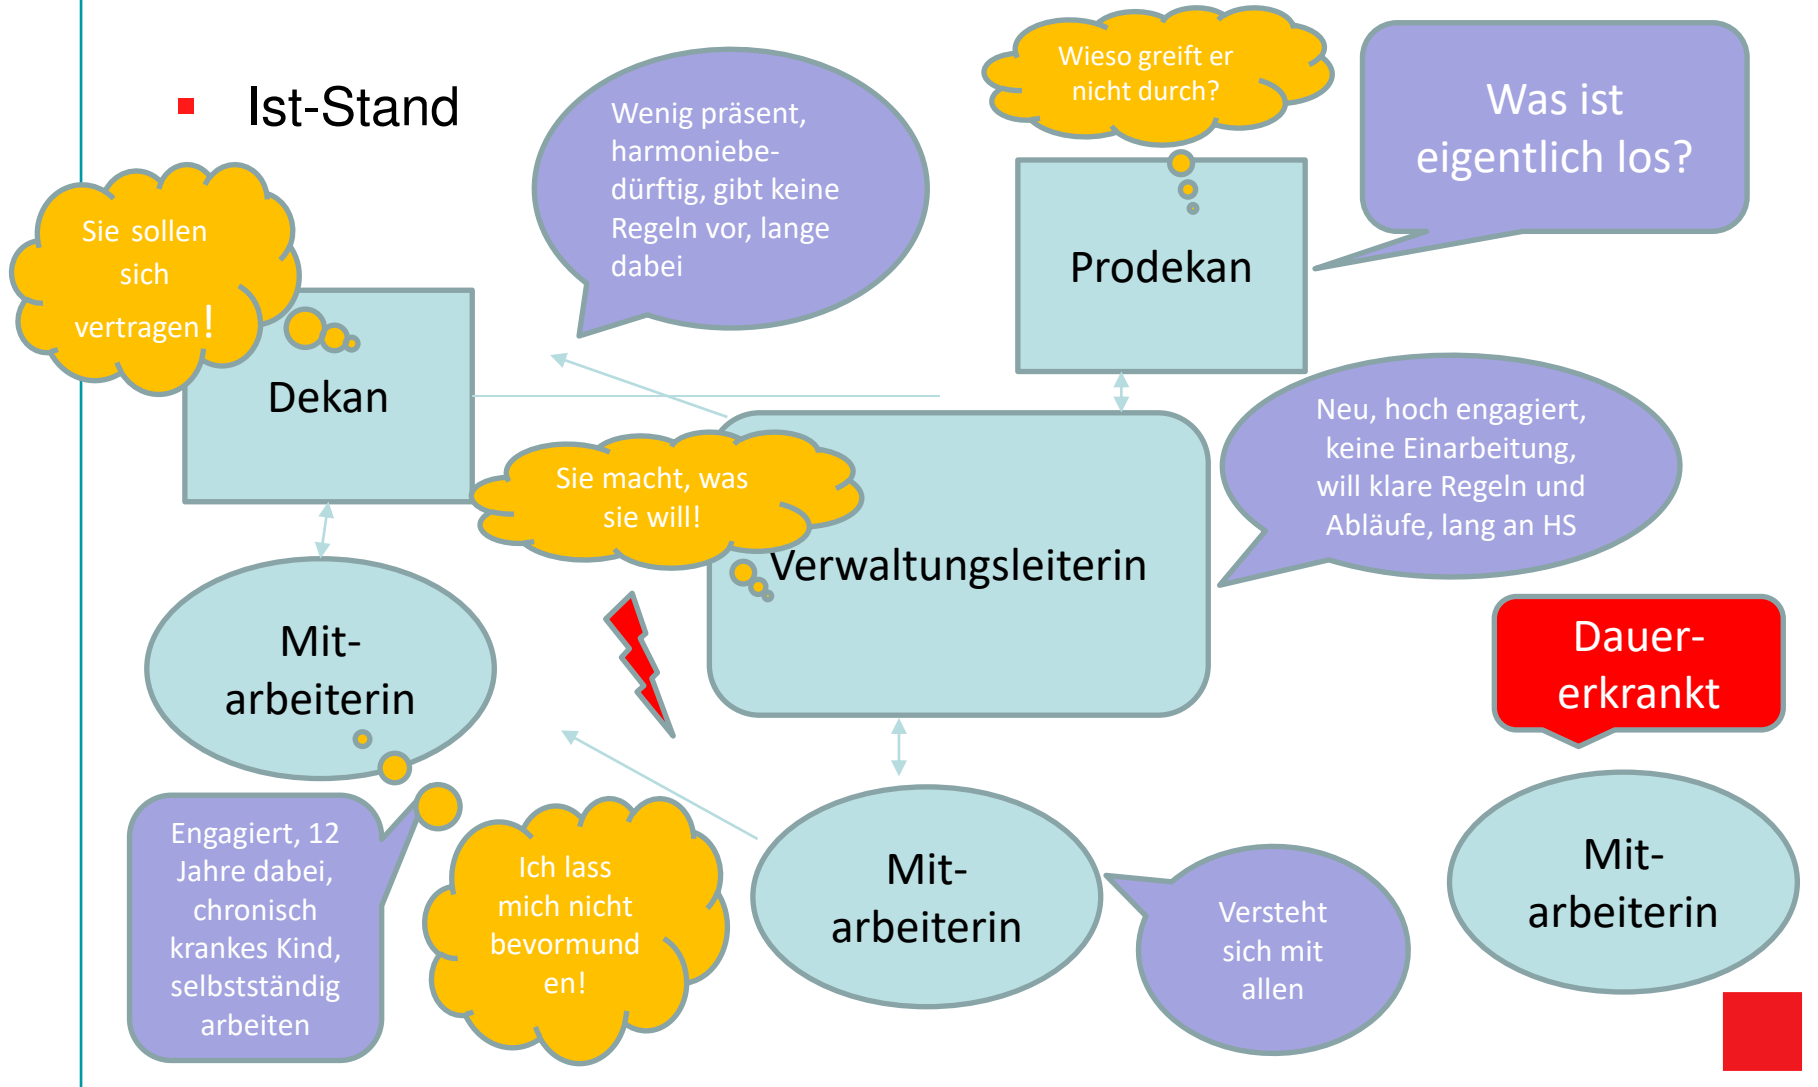 Ist-Stand
Wieso greift er
nicht durch?
Was ist
eigentlich los?
Wenig präsent,
harmoniebe-
dürftig, gibt keine
Regeln vor, lange
dabei
Sie sollen
sich
vertragen!
Prodekan
Dekan
Neu, hoch engagiert,
keine Einarbeitung,
will klare Regeln und
Abläufe, lang an HS
Sie macht, was
sie will!
Verwaltungsleiterin
Mit-
arbeiterin
Dauer-
erkrankt
Engagiert, 12
Jahre dabei,
chronisch
krankes Kind,
selbstständig
arbeiten
Ich lass
mich nicht
bevormund
en!
Mit-
arbeiterin
Versteht
sich mit
allen
Mit-
arbeiterin